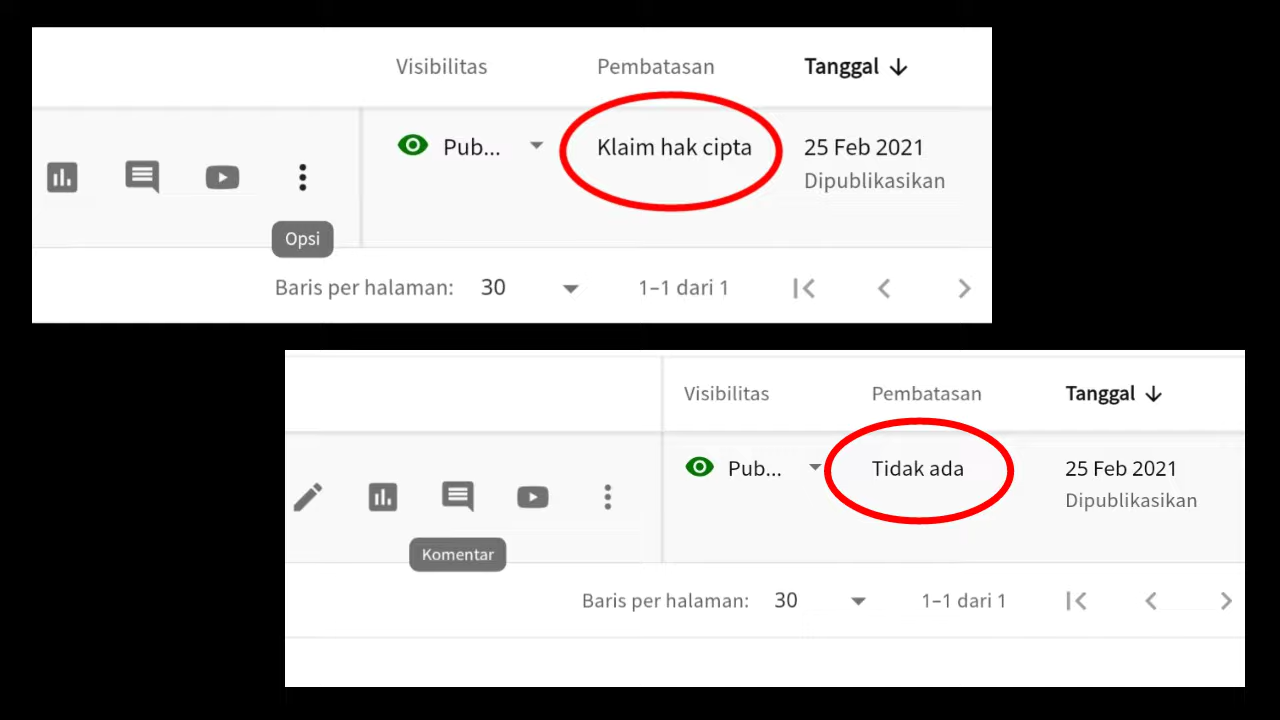 Visibilitas Pembatasan Tanggal
Pub... Klaim hak cipta 25 Feb 2021
Dipublikasikan
Opsi
Baris per halaman: 30 1–1 dari 1
Visibilitas Pembatasan Tanggal
Pub... Tidak ada 25 Feb 2021
Dipublikasikan
Komentar
Baris per halaman: 30 1–1 dari 1